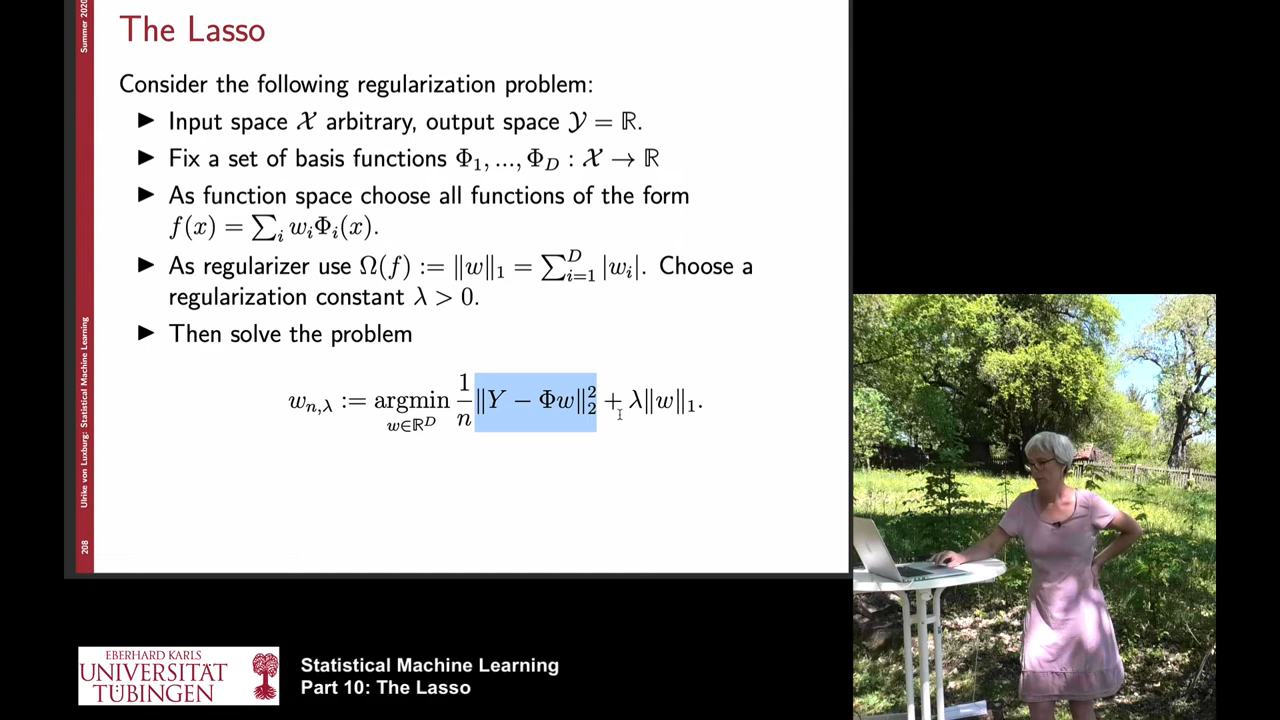 The Lasso
Consider the following regularization problem:
▶ Input space 𝒳 arbitrary, output space 𝒴 = ℝ.
▶ Fix a set of basis functions Φ₁, ..., Φ_D : 𝒳 → ℝ
▶ As function space choose all functions of the form
f(x) = ∑ᵢ wᵢΦᵢ(x).
▶ As regularizer use Ω(f) := ‖w‖₁ = ∑ᵢ₌₁ᴰ |wᵢ|. Choose a
regularization constant λ > 0.
▶ Then solve the problem
w_{n,λ} := argmin_{w∈ℝᴰ} 1/n ‖Y − Φw‖₂² + λ‖w‖₁.
Summer 2020
Ulrike von Luxburg: Statistical Machine Learning
208
EBERHARD KARLS
UNIVERSITÄT
TÜBINGEN
Statistical Machine Learning
Part 10: The Lasso